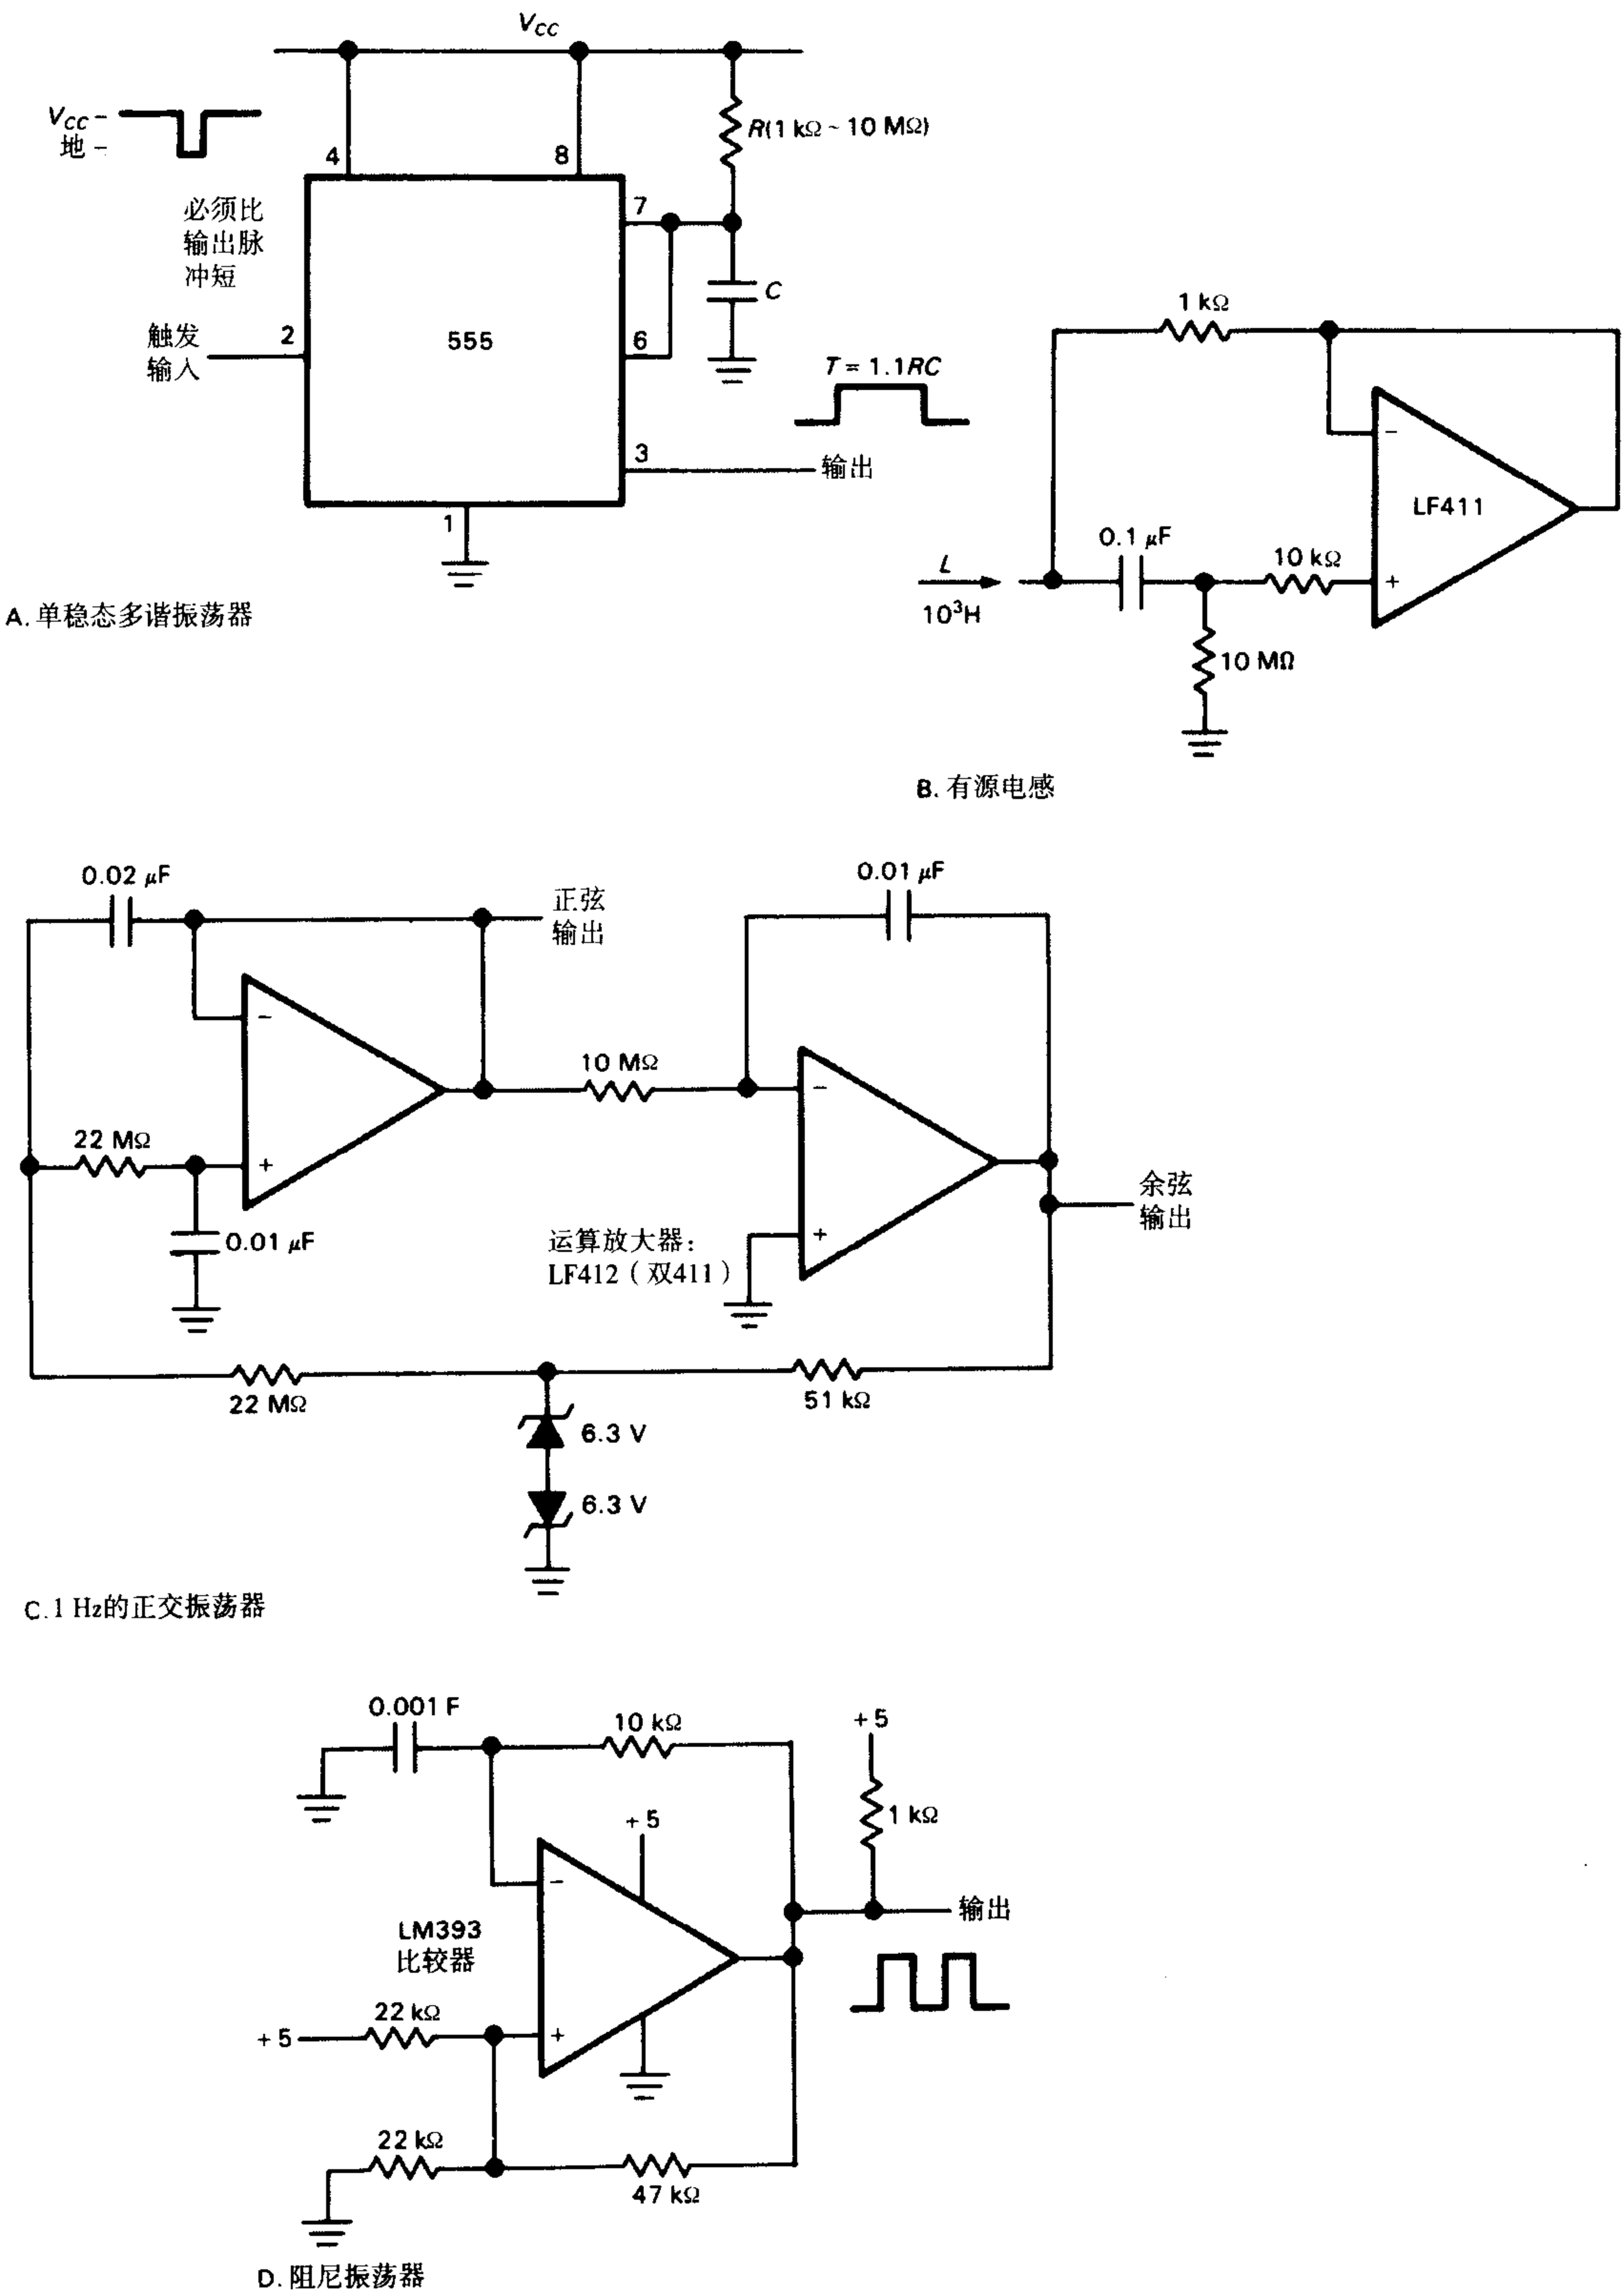 V_CC
V_CC –
地 –
4
8
R(1 kΩ ~ 10 MΩ)
必须比
输出脉
冲短
7
C
触发
输入
2
555
6
T = 1.1RC
3
输出
1
A. 单稳态多谐振荡器
1 kΩ
−
LF411
0.1 μF
10 kΩ
L
10³H
+
10 MΩ
B. 有源电感
0.02 μF
正弦
输出
0.01 μF
−
10 MΩ
−
22 MΩ
+
0.01 μF
余弦
输出
运算放大器:
LF412 ( 双411 )
+
22 MΩ
51 kΩ
6.3 V
6.3 V
C. 1 Hz的正交振荡器
0.001 F
10 kΩ
+ 5
+ 5
1 kΩ
−
LM393
比较器
输出
22 kΩ
+ 5
+
22 kΩ
47 kΩ
D. 阻尼振荡器